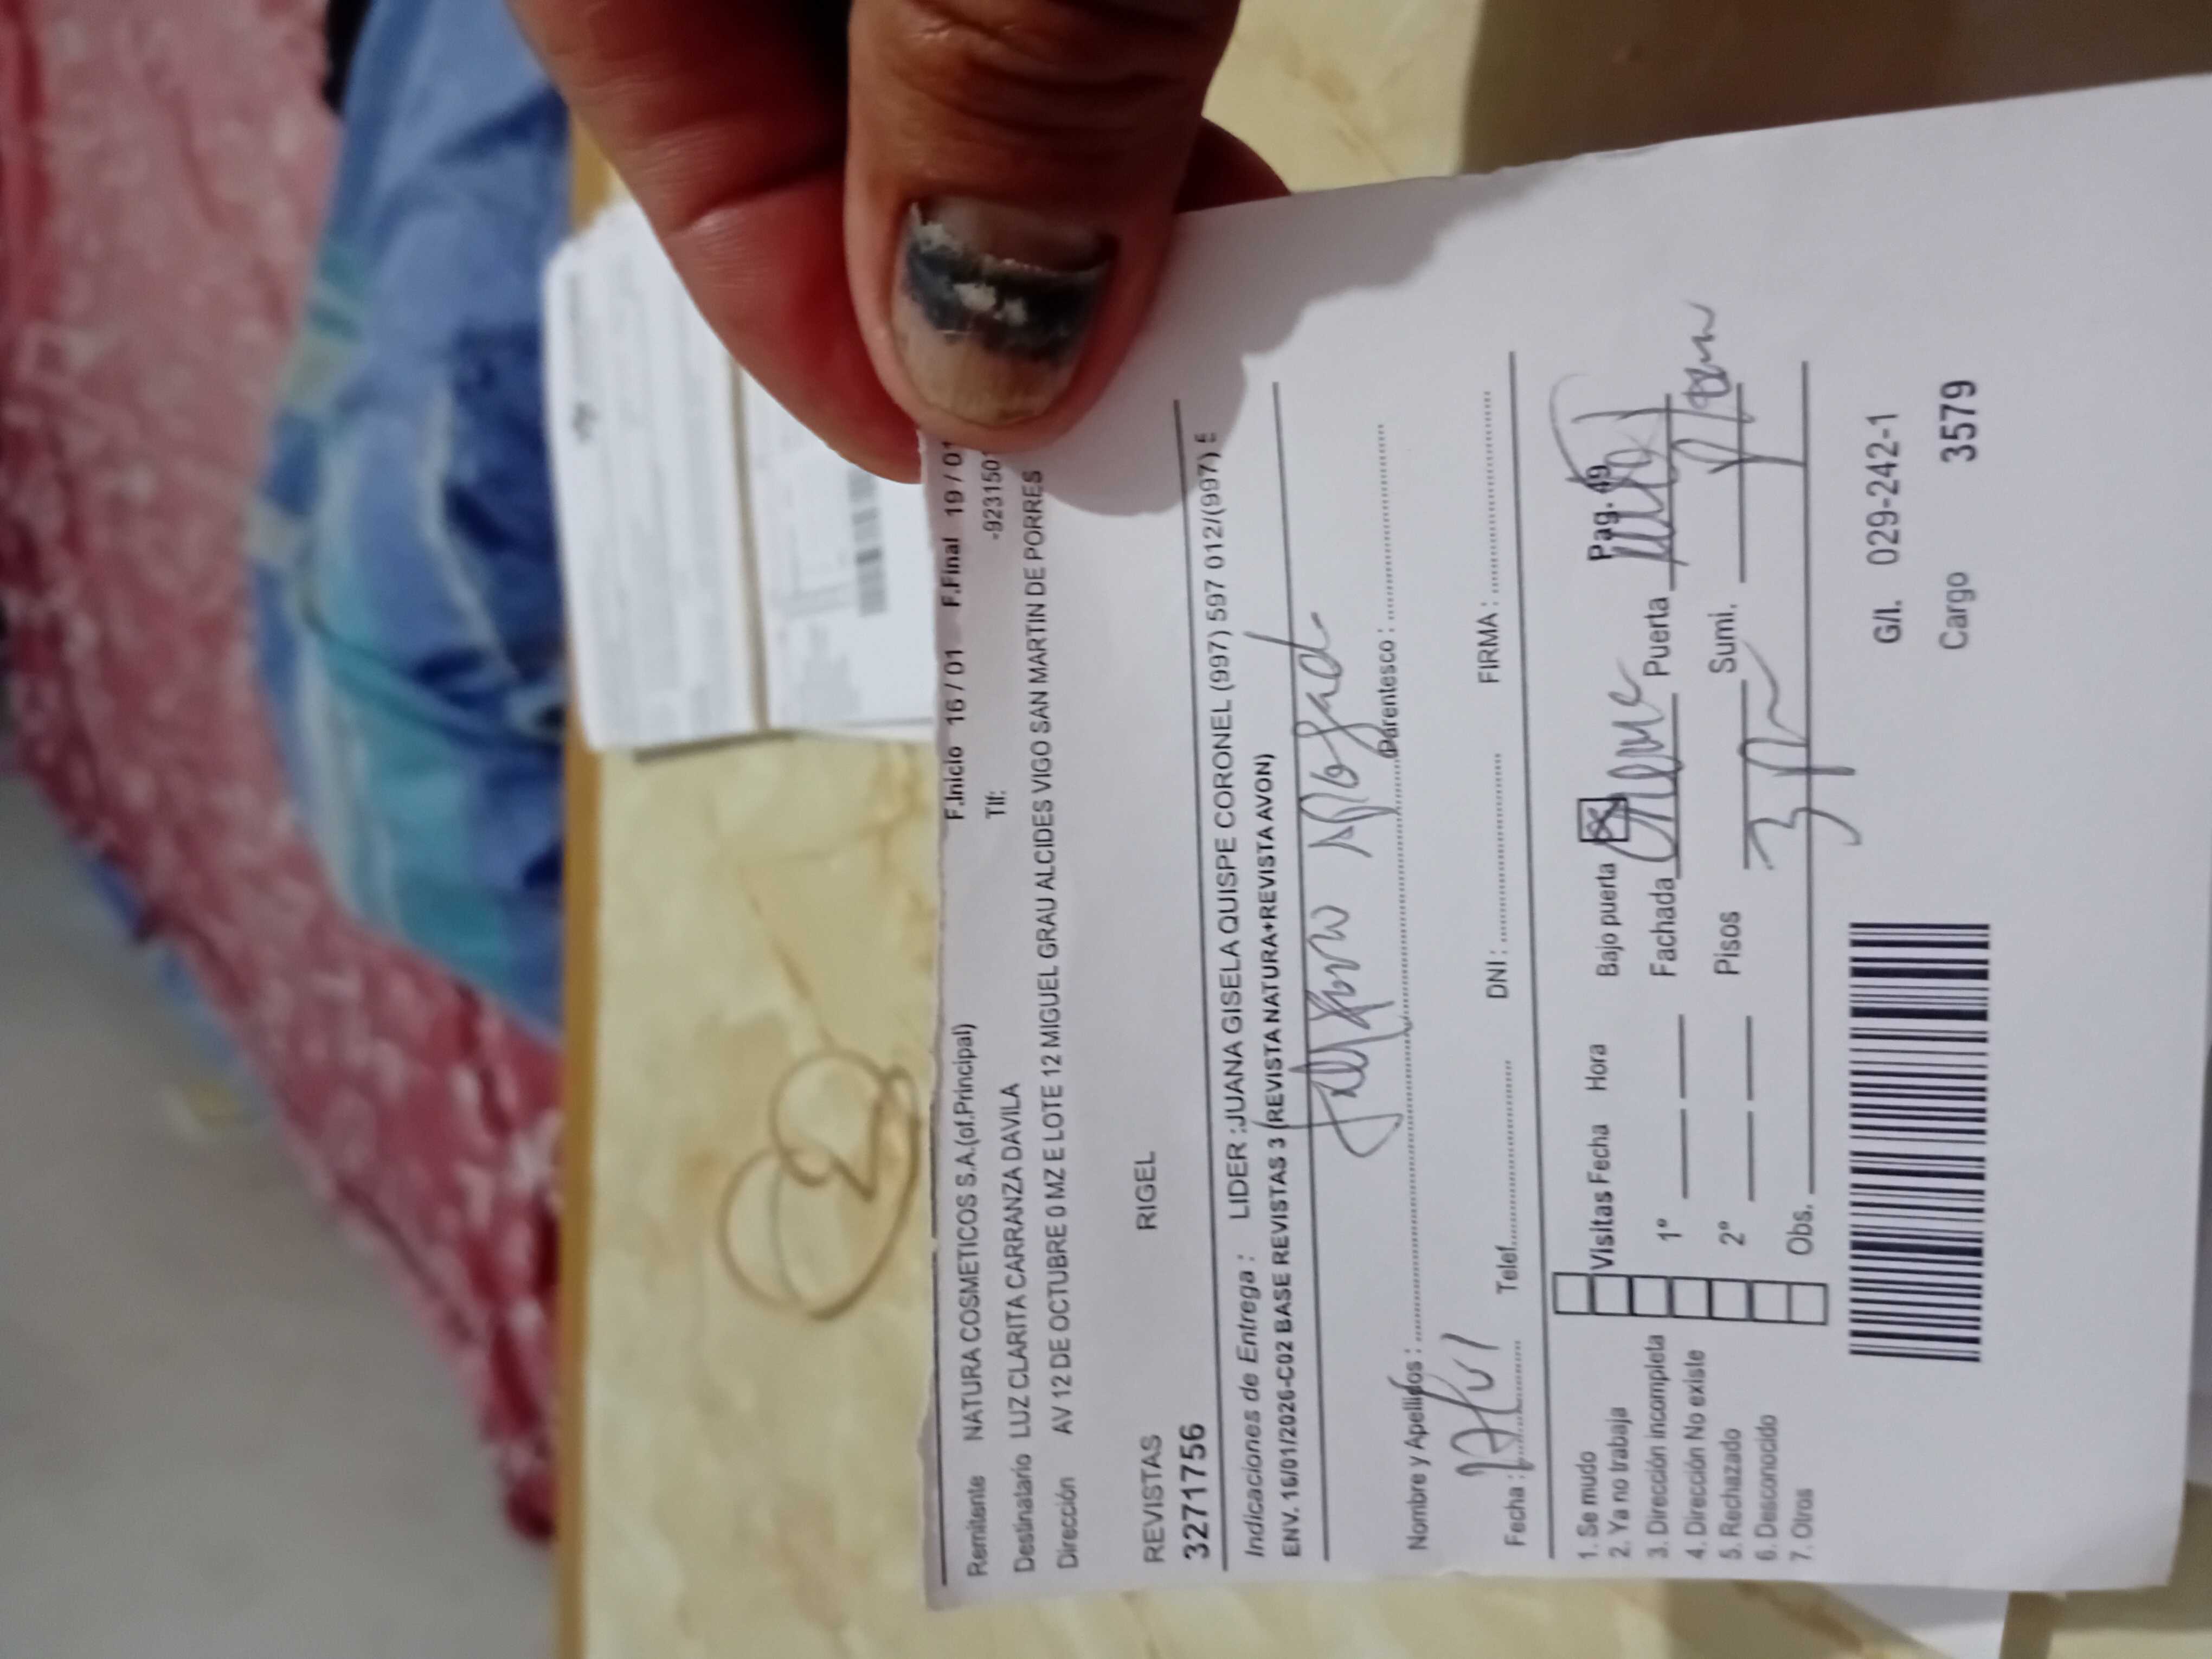 F.Inicio 16 / 01 F.Final 19 / 01
Remitente NATURA COSMETICOS S.A.(of.Principal) Tlf: -9231501
Destinatario LUZ CLARITA CARRANZA DAVILA
Dirección AV 12 DE OCTUBRE 0 MZ E LOTE 12 MIGUEL GRAU ALCIDES VIGO SAN MARTIN DE PORRES
REVISTAS RIGEL
32717 56
Indicaciones de Entrega : LIDER :JUANA GISELA QUISPE CORONEL (997) 597 012/(997) E
ENV. 16/01/2026-C02 BASE REVISTAS 3 (REVISTA NATURA+REVISTA AVON)
Nombre y Apellidos : Parentesco :
Fecha : Telef. DNI : FIRMA :
1. Se mudo
2. Ya no trabaja
3. Dirección incompleta
4. Dirección No existe
5. Rechazado
6. Desconocido
7. Otros
Visitas Fecha Hora Bajo puerta Pag. 49
1º Fachada Puerta
2º Pisos Sumi.
Obs.
G/I. 029-242-1
Cargo 3579